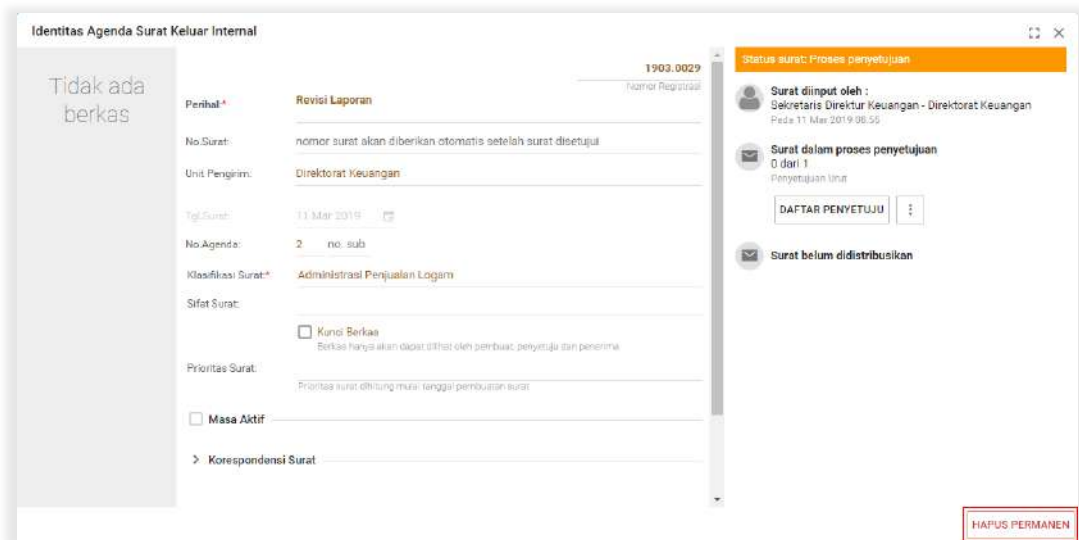 Identitas Agenda Surat Keluar Internal
Tidak ada
berkas
1903.0029
Nomor Registrasi
Perihal:*
Revisi Laporan
No.Surat:
nomor surat akan diberikan otomatis setelah surat disetujui
Unit Pengirim:
Direktorat Keuangan
Tgl.Surat:
11 Mar 2019
No.Agenda:
2 no. sub
Klasifikasi Surat:*
Administrasi Penjualan Logam
Sifat Surat:
Kunci Berkas
Berkas hanya akan dapat dilihat oleh pembuat, penyetuju dan penerima
Prioritas Surat:
Prioritas surat dihitung mulai tanggal pembuatan surat
Masa Aktif
Korespondensi Surat
Status surat: Proses penyetujuan
Surat diinput oleh :
Sekretaris Direktur Keuangan - Direktorat Keuangan
Pada 11 Mar 2019 08:55
Surat dalam proses penyetujuan
0 dari 1
Penyetujuan Urut
DAFTAR PENYETUJU
Surat belum didistribusikan
HAPUS PERMANEN